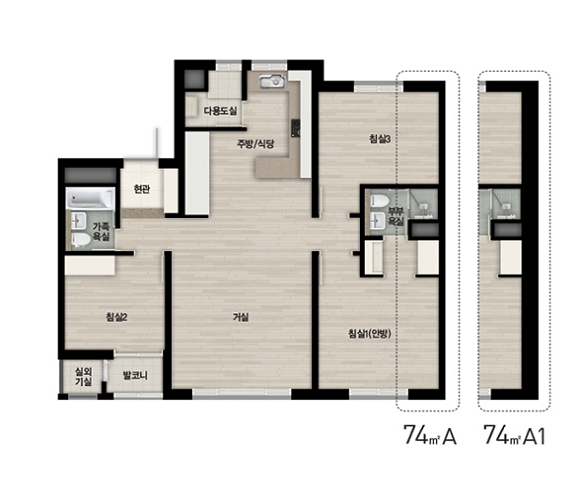 다용도실
주방/식당
침실3
현관
가족
욕실
부부
욕실
침실2
거실
침실1(안방)
실외
기실
발코니
74㎡A
74㎡A1